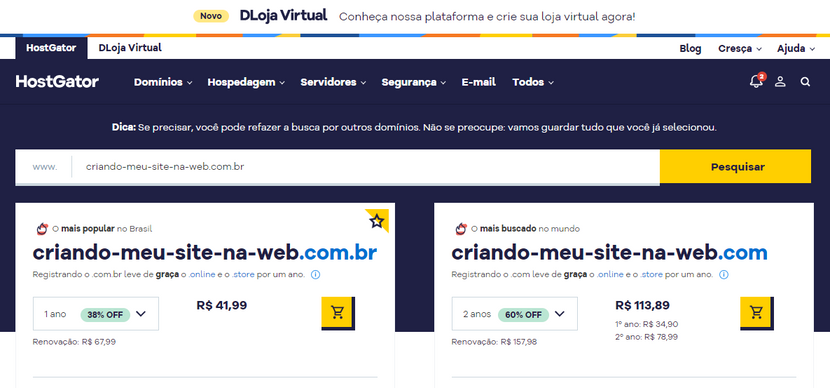 Novo DLoja Virtual Conheça nossa plataforma e crie sua loja virtual agora!
HostGator DLoja Virtual Blog Cresça Ajuda
HostGator Domínios Hospedagem Servidores Segurança E-mail Todos 2
Dica: Se precisar, você pode refazer a busca por outros domínios. Não se preocupe: vamos guardar tudo que você já selecionou.
www. criando-meu-site-na-web.com.br Pesquisar
O mais popular no Brasil
criando-meu-site-na-web.com.br
Registrando o .com.br leve de graça o .online e o .store por um ano.
1 ano 38% OFF R$ 41,99
Renovação: R$ 67,99
O mais buscado no mundo
criando-meu-site-na-web.com
Registrando o .com leve de graça o .online e o .store por um ano.
2 anos 60% OFF R$ 113,89
1º ano: R$ 34,90
2º ano: R$ 78,99
Renovação: R$ 157,98